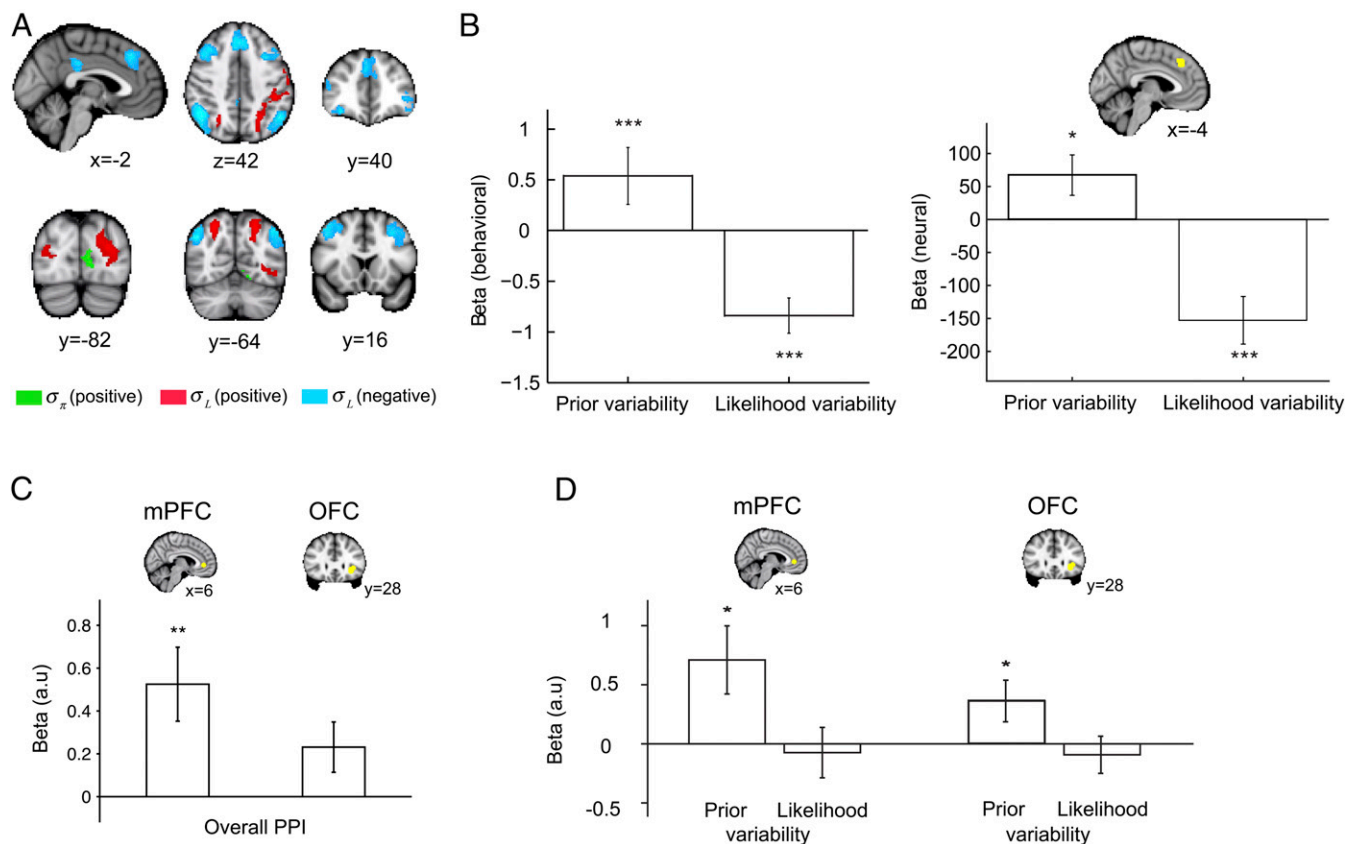 A
x=-2
z=42
y=40
y=-82
y=-64
y=16
σπ (positive)
σL (positive)
σL (negative)
B
Beta (behavioral)
1
0.5
0
−0.5
−1
−1.5
***
***
Prior variability
Likelihood variability
x=-4
Beta (neural)
100
50
0
-50
-100
-150
-200
*
***
Prior variability
Likelihood variability
C
mPFC
OFC
x=6
y=28
Beta (a.u)
0.8
0.6
0.4
0.2
0
**
Overall PPI
D
mPFC
OFC
x=6
y=28
Beta (a.u)
1
0.5
0
-0.5
*
*
Prior
Likelihood
variability
Prior
Likelihood
variability